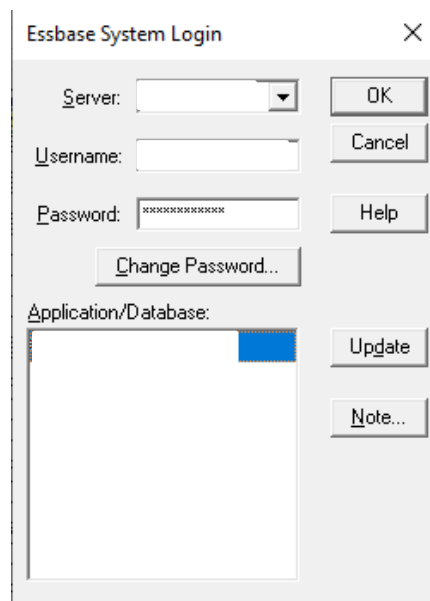 Essbase System Login
Server:
OK
Cancel
Username:
Password: ************
Help
Change Password...
Application/Database:
Update
Note...